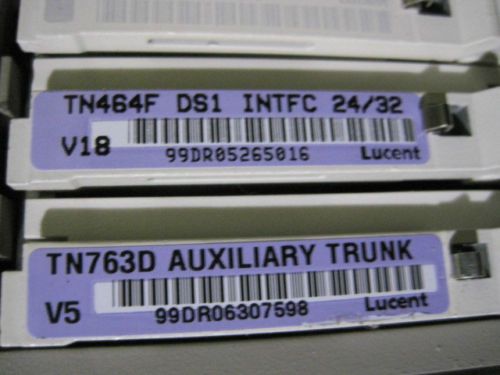 TN464F DS1 INTFC 24/32
V18
99DR05265016 Lucent
TN763D AUXILIARY TRUNK
V5
99DR06307598 Lucent